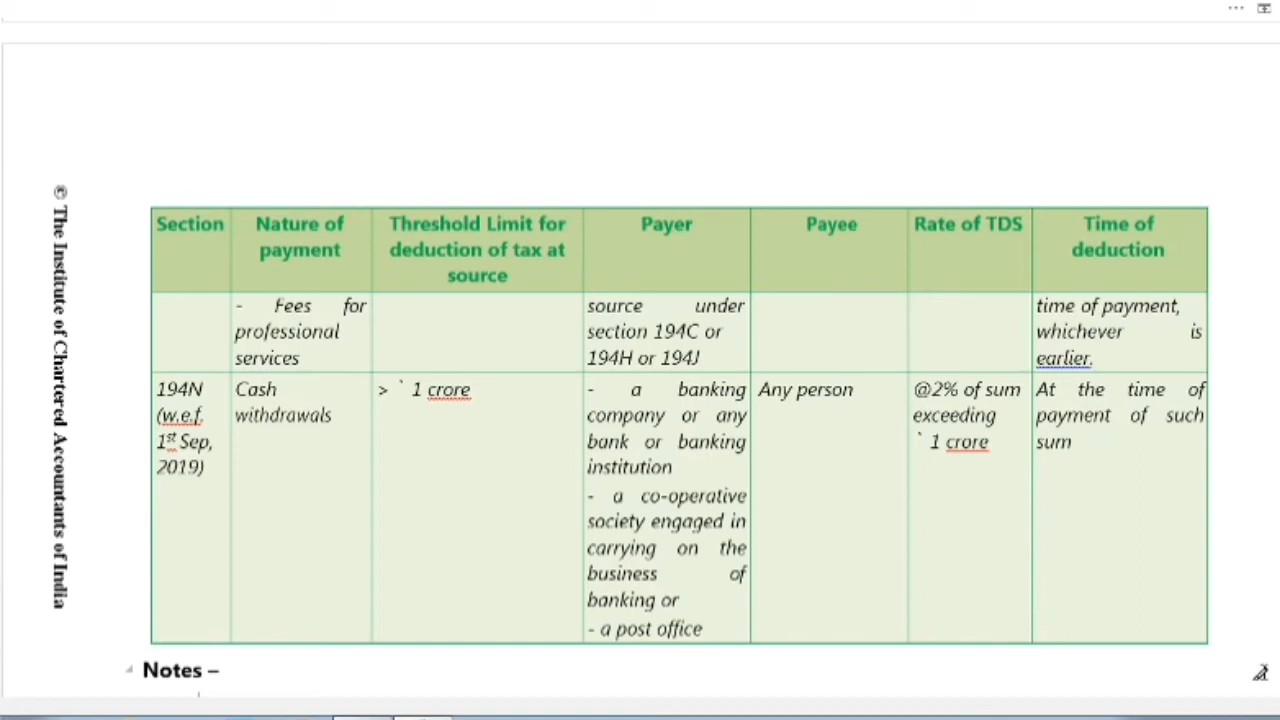 © The Institute of Chartered Accountants of India
Section
Nature of
payment
Threshold Limit for
deduction of tax at
source
Payer
Payee
Rate of TDS
Time of
deduction
- Fees for
professional
services
source under
section 194C or
194H or 194J
time of payment,
whichever is
earlier.
194N
(w.e.f.
1st Sep,
2019)
Cash
withdrawals
> ` 1 crore
- a banking
company or any
bank or banking
institution
- a co-operative
society engaged in
carrying on the
business of
banking or
- a post office
Any person
@2% of sum
exceeding
` 1 crore
At the time of
payment of such
sum
Notes –